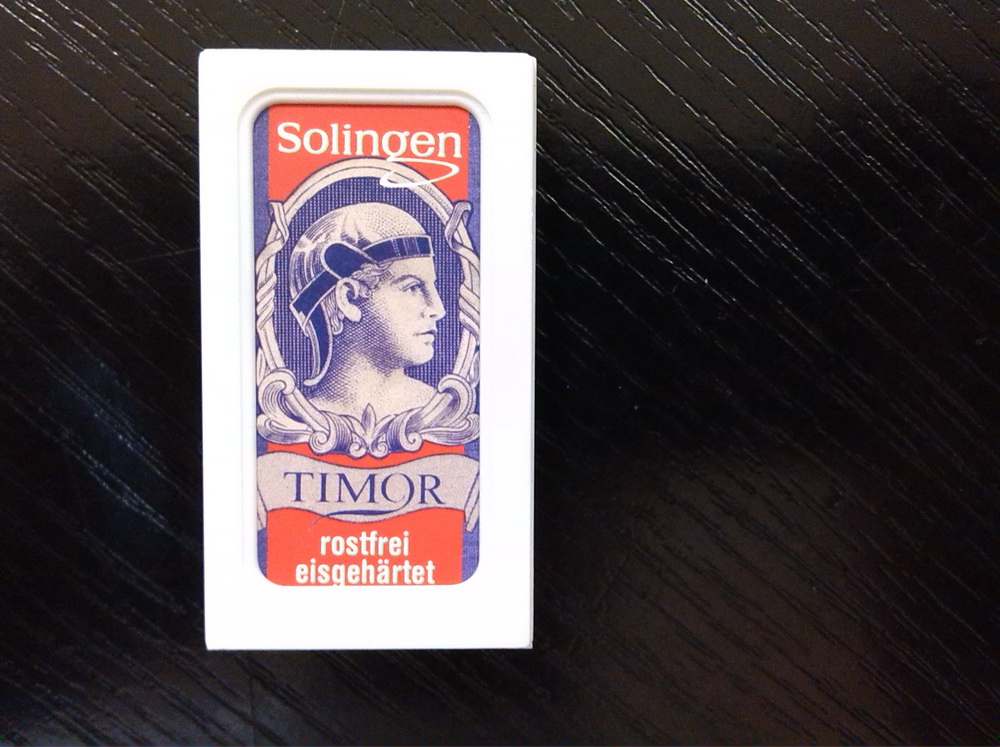 Solingen
TIMOR
rostfrei
eisgehärtet